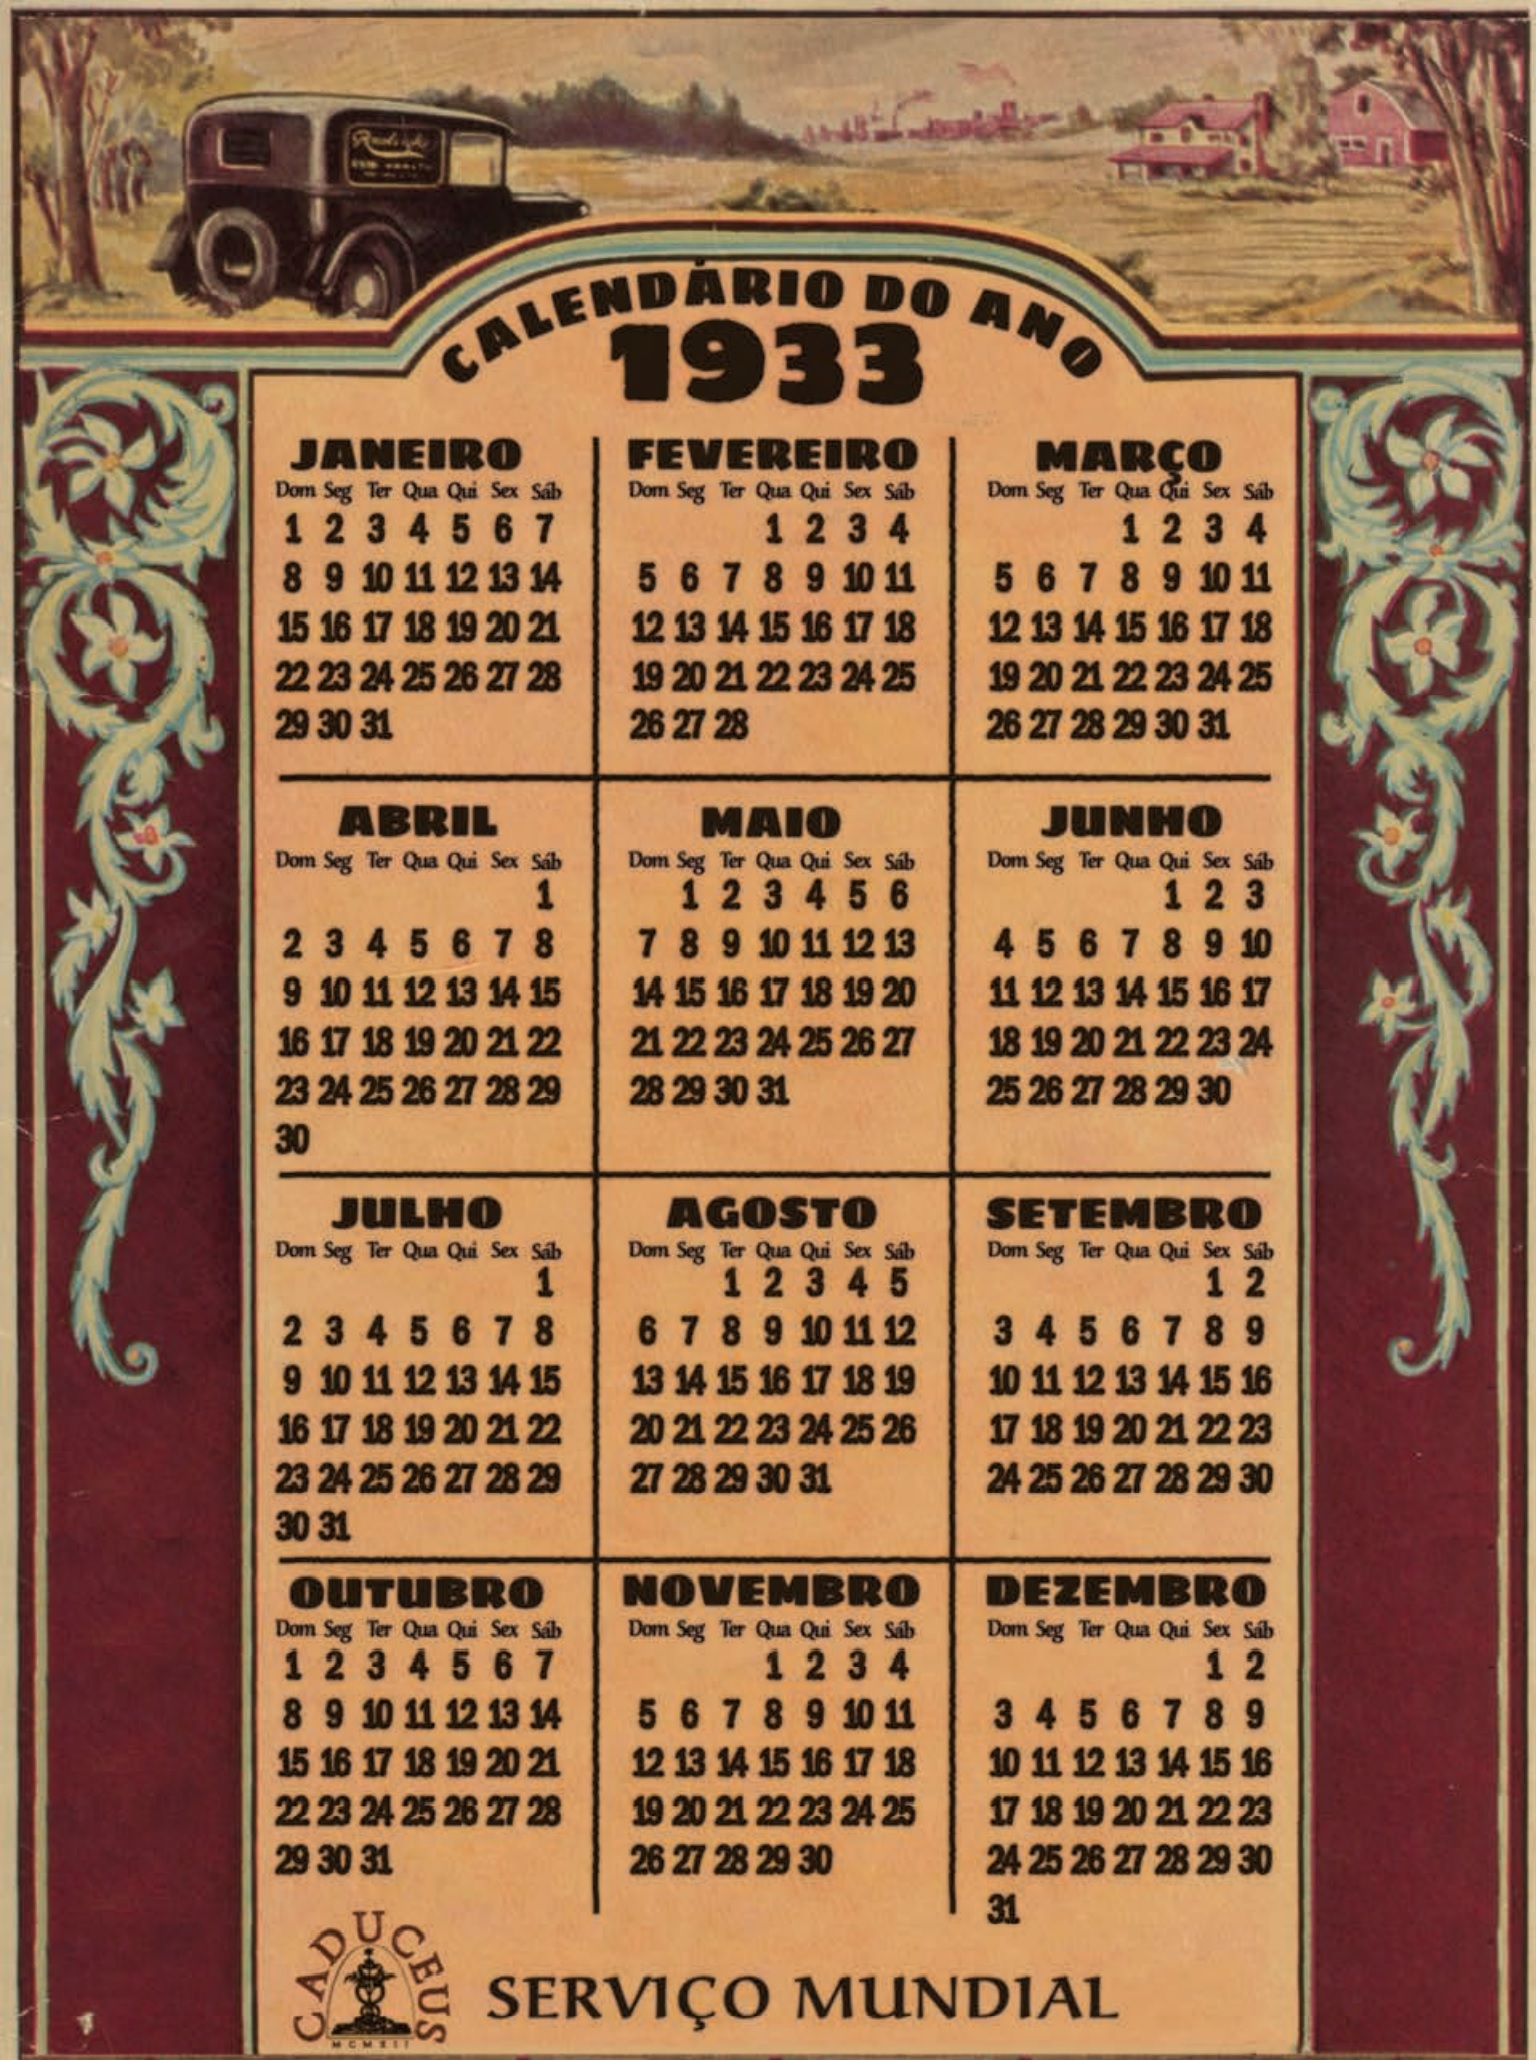 CALENDÁRIO DO ANO
1933
JANEIRO
Dom Seg Ter Qua Qui Sex Sáb
1 2 3 4 5 6 7
8 9 10 11 12 13 14
15 16 17 18 19 20 21
22 23 24 25 26 27 28
29 30 31
FEVEREIRO
Dom Seg Ter Qua Qui Sex Sáb
1 2 3 4
5 6 7 8 9 10 11
12 13 14 15 16 17 18
19 20 21 22 23 24 25
26 27 28
MARÇO
Dom Seg Ter Qua Qui Sex Sáb
1 2 3 4
5 6 7 8 9 10 11
12 13 14 15 16 17 18
19 20 21 22 23 24 25
26 27 28 29 30 31
ABRIL
Dom Seg Ter Qua Qui Sex Sáb
1
2 3 4 5 6 7 8
9 10 11 12 13 14 15
16 17 18 19 20 21 22
23 24 25 26 27 28 29
30
MAIO
Dom Seg Ter Qua Qui Sex Sáb
1 2 3 4 5 6
7 8 9 10 11 12 13
14 15 16 17 18 19 20
21 22 23 24 25 26 27
28 29 30 31
JUNHO
Dom Seg Ter Qua Qui Sex Sáb
1 2 3
4 5 6 7 8 9 10
11 12 13 14 15 16 17
18 19 20 21 22 23 24
25 26 27 28 29 30
JULHO
Dom Seg Ter Qua Qui Sex Sáb
1
2 3 4 5 6 7 8
9 10 11 12 13 14 15
16 17 18 19 20 21 22
23 24 25 26 27 28 29
30 31
AGOSTO
Dom Seg Ter Qua Qui Sex Sáb
1 2 3 4 5
6 7 8 9 10 11 12
13 14 15 16 17 18 19
20 21 22 23 24 25 26
27 28 29 30 31
SETEMBRO
Dom Seg Ter Qua Qui Sex Sáb
1 2
3 4 5 6 7 8 9
10 11 12 13 14 15 16
17 18 19 20 21 22 23
24 25 26 27 28 29 30
OUTUBRO
Dom Seg Ter Qua Qui Sex Sáb
1 2 3 4 5 6 7
8 9 10 11 12 13 14
15 16 17 18 19 20 21
22 23 24 25 26 27 28
29 30 31
NOVEMBRO
Dom Seg Ter Qua Qui Sex Sáb
1 2 3 4
5 6 7 8 9 10 11
12 13 14 15 16 17 18
19 20 21 22 23 24 25
26 27 28 29 30
DEZEMBRO
Dom Seg Ter Qua Qui Sex Sáb
1 2
3 4 5 6 7 8 9
10 11 12 13 14 15 16
17 18 19 20 21 22 23
24 25 26 27 28 29 30
31
CADUCEUS
MCMXII
SERVIÇO MUNDIAL